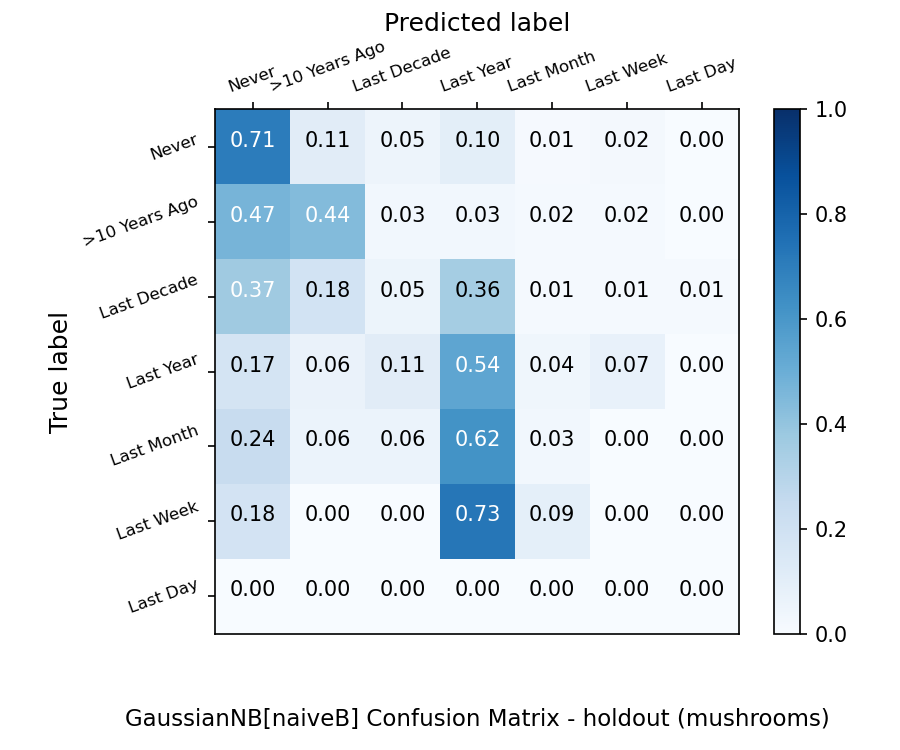 Predicted label
Never >10 Years Ago Last Decade Last Year Last Month Last Week Last Day
True label
Never 0.71 0.11 0.05 0.10 0.01 0.02 0.00
>10 Years Ago 0.47 0.44 0.03 0.03 0.02 0.02 0.00
Last Decade 0.37 0.18 0.05 0.36 0.01 0.01 0.01
Last Year 0.17 0.06 0.11 0.54 0.04 0.07 0.00
Last Month 0.24 0.06 0.06 0.62 0.03 0.00 0.00
Last Week 0.18 0.00 0.00 0.73 0.09 0.00 0.00
Last Day 0.00 0.00 0.00 0.00 0.00 0.00 0.00
1.0
0.8
0.6
0.4
0.2
0.0
GaussianNB[naiveB] Confusion Matrix - holdout (mushrooms)